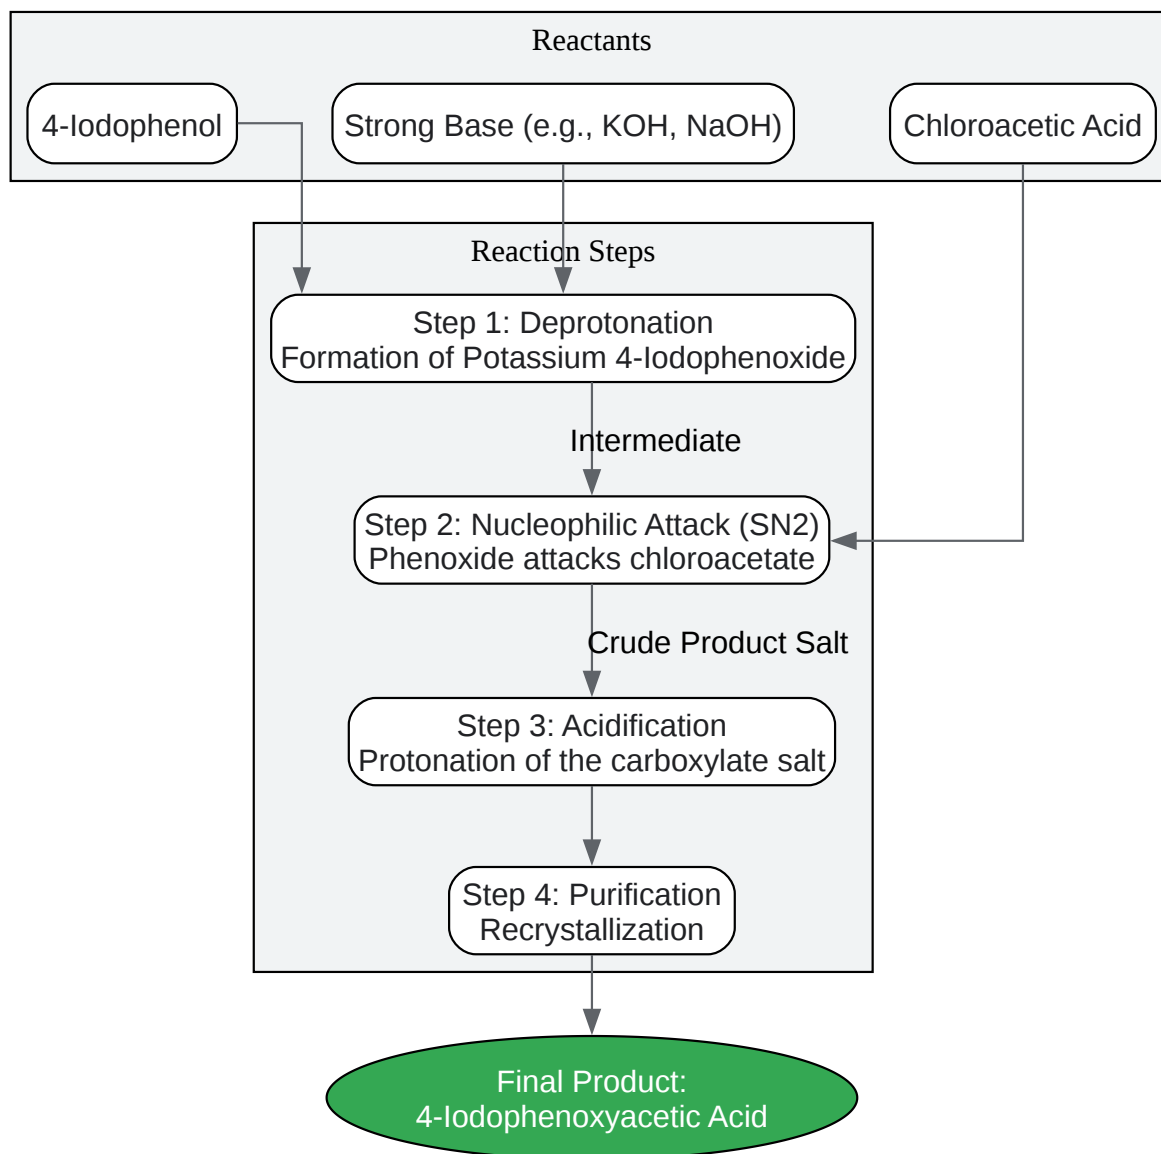 Reactants
4-Iodophenol
Strong Base (e.g., KOH, NaOH)
Chloroacetic Acid
Reaction Steps
Step 1: Deprotonation
Formation of Potassium 4-Iodophenoxide
Intermediate
Step 2: Nucleophilic Attack (SN2)
Phenoxide attacks chloroacetate
Crude Product Salt
Step 3: Acidification
Protonation of the carboxylate salt
Step 4: Purification
Recrystallization
Final Product:
4-Iodophenoxyacetic Acid